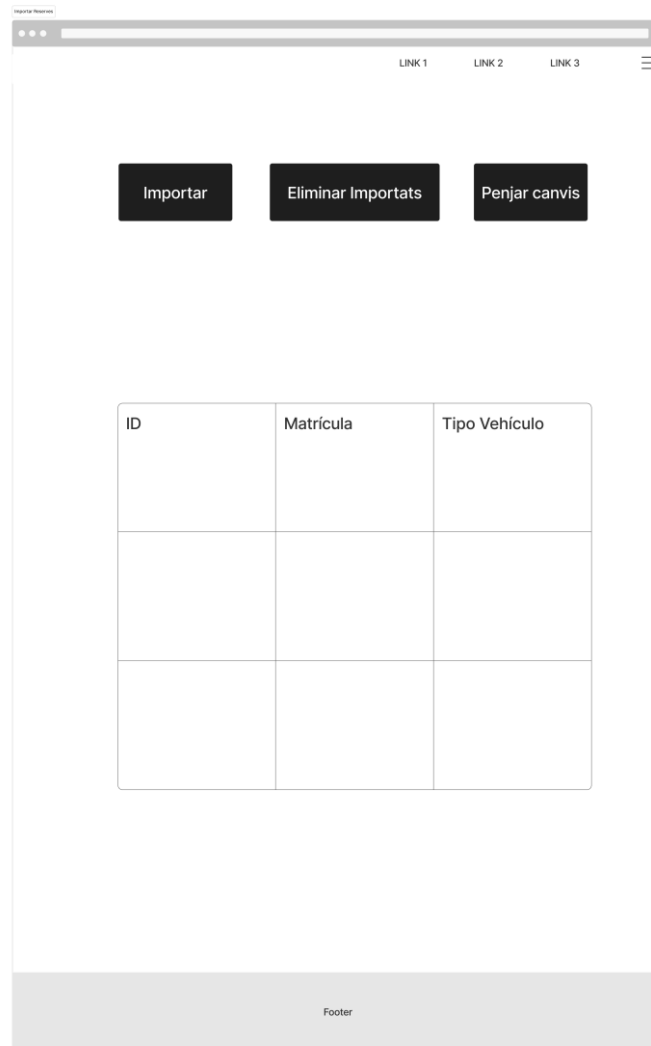 Importar Reserves
LINK 1 LINK 2 LINK 3
Importar Eliminar Importats Penjar canvis
ID Matrícula Tipo Vehículo
Footer